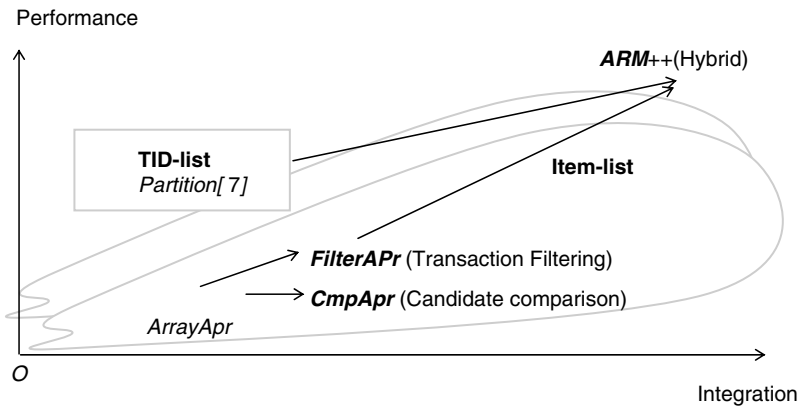 Performance
ARM++(Hybrid)
TID-list
Partition[ 7]
Item-list
FilterAPr (Transaction Filtering)
CmpApr (Candidate comparison)
ArrayApr
O
Integration